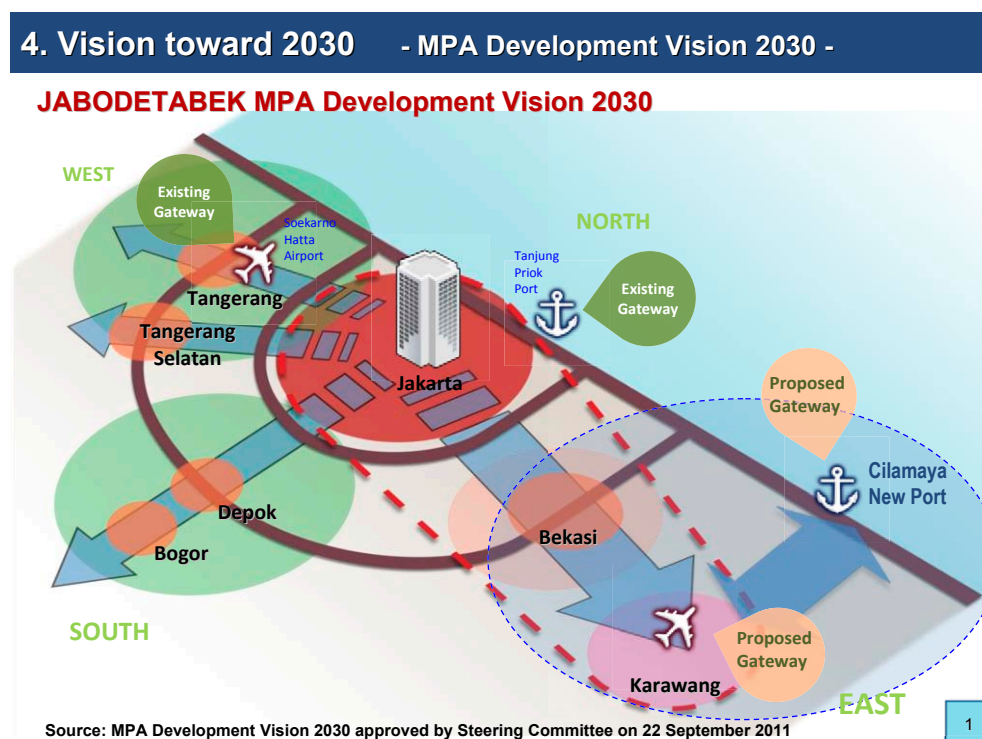 4. Vision toward 2030 - MPA Development Vision 2030 -
JABODETABEK MPA Development Vision 2030
WEST
Existing
Gateway
Soekarno
Hatta
Airport
Tangerang
Tangerang
Selatan
NORTH
Tanjung
Priok
Port
Existing
Gateway
Jakarta
Proposed
Gateway
Cilamaya
New Port
Depok
Bogor
Bekasi
SOUTH
Proposed
Gateway
Karawang
EAST
Source: MPA Development Vision 2030 approved by Steering Committee on 22 September 2011
1